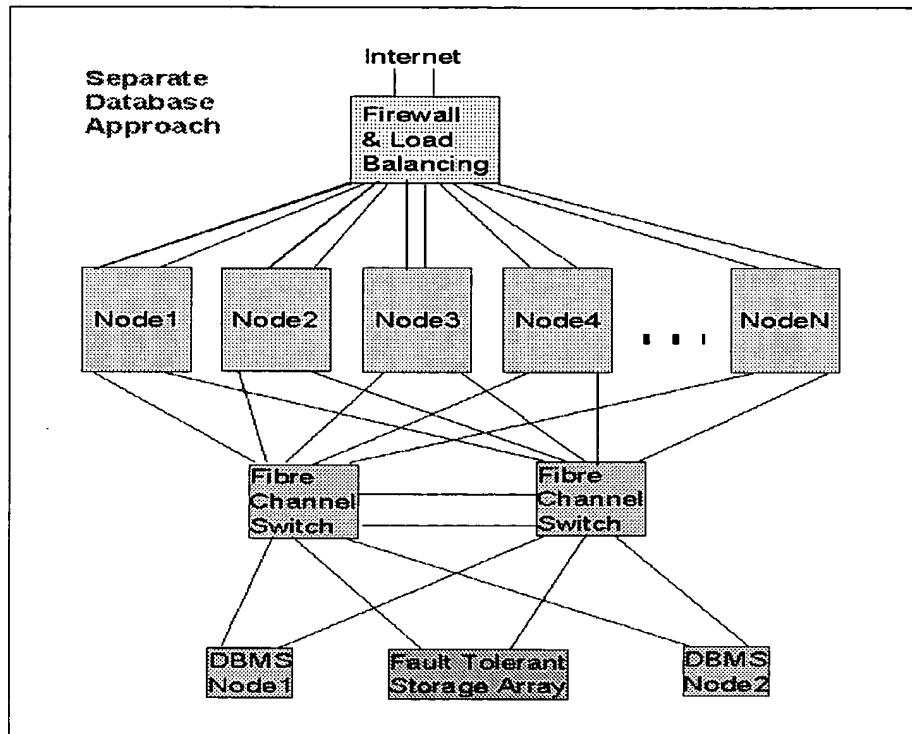 Internet
Separate
Database
Approach
Firewall
& Load
Balancing
Node1
Node2
Node3
Node4
NodeN
Fibre
Channel
Switch
Fibre
Channel
Switch
DBMS
Node1
Fault Tolerant
Storage Array
DBMS
Node2